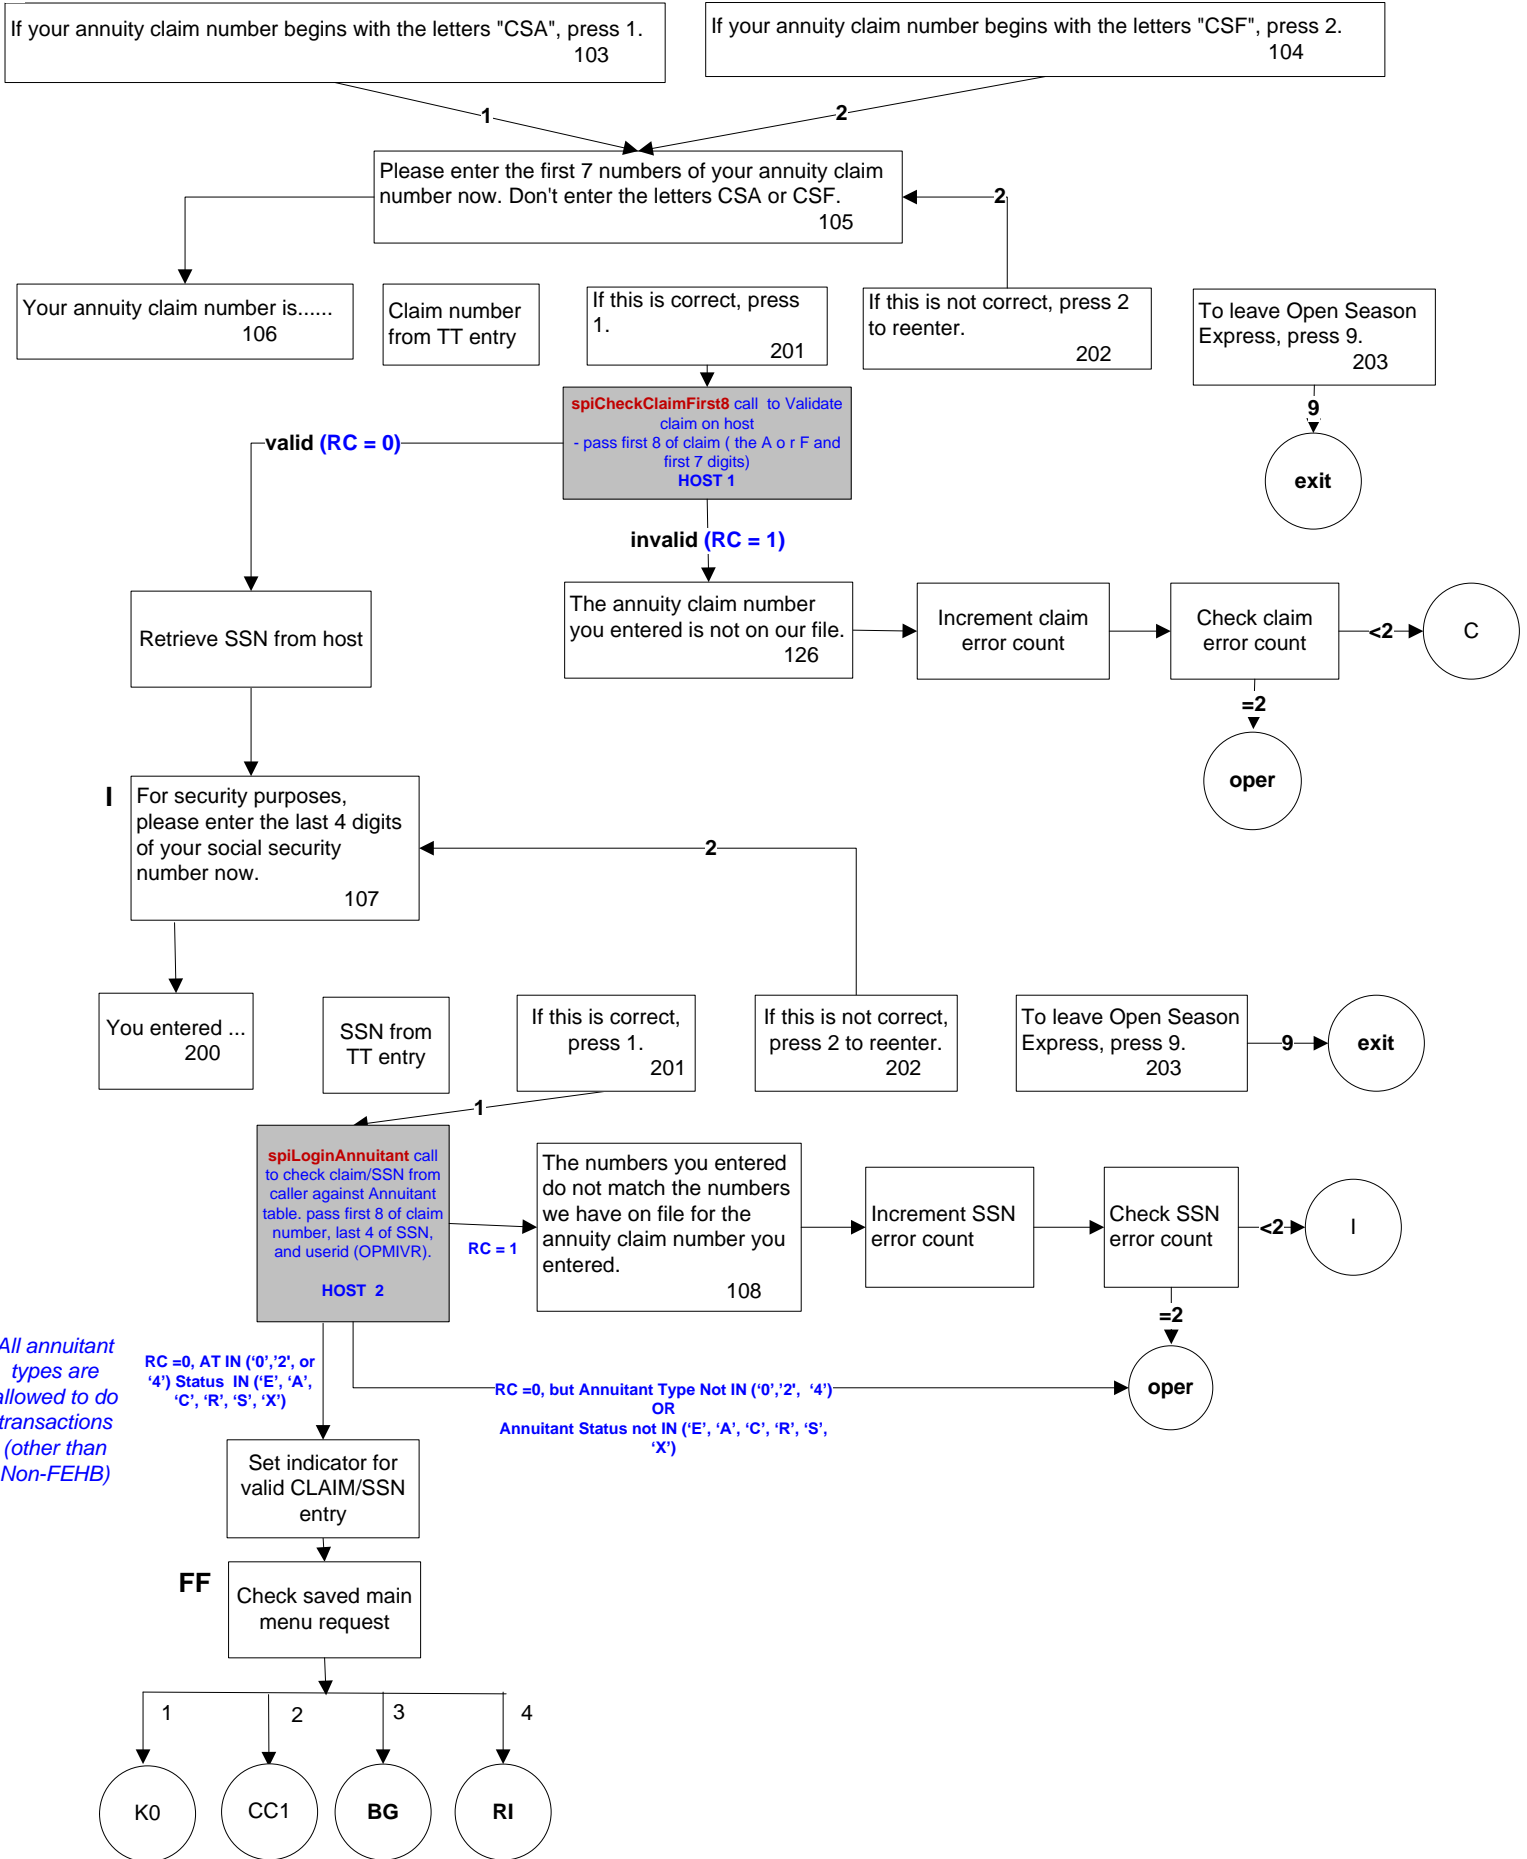 If your annuity claim number begins with the letters "CSA", press 1.
103
If your annuity claim number begins with the letters "CSF", press 2.
104
1
2
Please enter the first 7 numbers of your annuity claim
number now. Don't enter the letters CSA or CSF.
105
2
Your annuity claim number is......
106
Claim number
from TT entry
If this is correct, press
1.
201
If this is not correct, press 2
to reenter.
202
To leave Open Season
Express, press 9.
203
9
exit
spiCheckClaimFirst8 call  to Validate
claim on host
- pass first 8 of claim ( the A o r F and
first 7 digits)
HOST 1
valid (RC = 0)
invalid (RC = 1)
Retrieve SSN from host
The annuity claim number
you entered is not on our file.
126
Increment claim
error count
Check claim
error count
<2
C
=2
oper
I
For security purposes,
please enter the last 4 digits
of your social security
number now.
107
2
You entered ...
200
SSN from
TT entry
If this is correct,
press 1.
201
If this is not correct,
press 2 to reenter.
202
To leave Open Season
Express, press 9.
203
9
exit
1
spiLoginAnnuitant call
to check claim/SSN from
caller against Annuitant
table. pass first 8 of claim
number, last 4 of SSN,
and userid (OPMIVR).
HOST  2
RC = 1
The numbers you entered
do not match the numbers
we have on file for the
annuity claim number you
entered.
108
Increment SSN
error count
Check SSN
error count
<2
I
=2
oper
All annuitant
types are
allowed to do
transactions
(other than
Non-FEHB)
RC =0, AT IN (‘0’,’2’, or
‘4’) Status  IN (‘E’, ‘A’,
‘C’, ‘R’, ‘S’, ‘X’)
RC =0, but Annuitant Type Not IN (‘0’,’2’,  ‘4’)
OR
Annuitant Status not IN (‘E’, ‘A’, ‘C’, ‘R’, ‘S’,
‘X’)
Set indicator for
valid CLAIM/SSN
entry
FF
Check saved main
menu request
1
2
3
4
K0
CC1
BG
RI